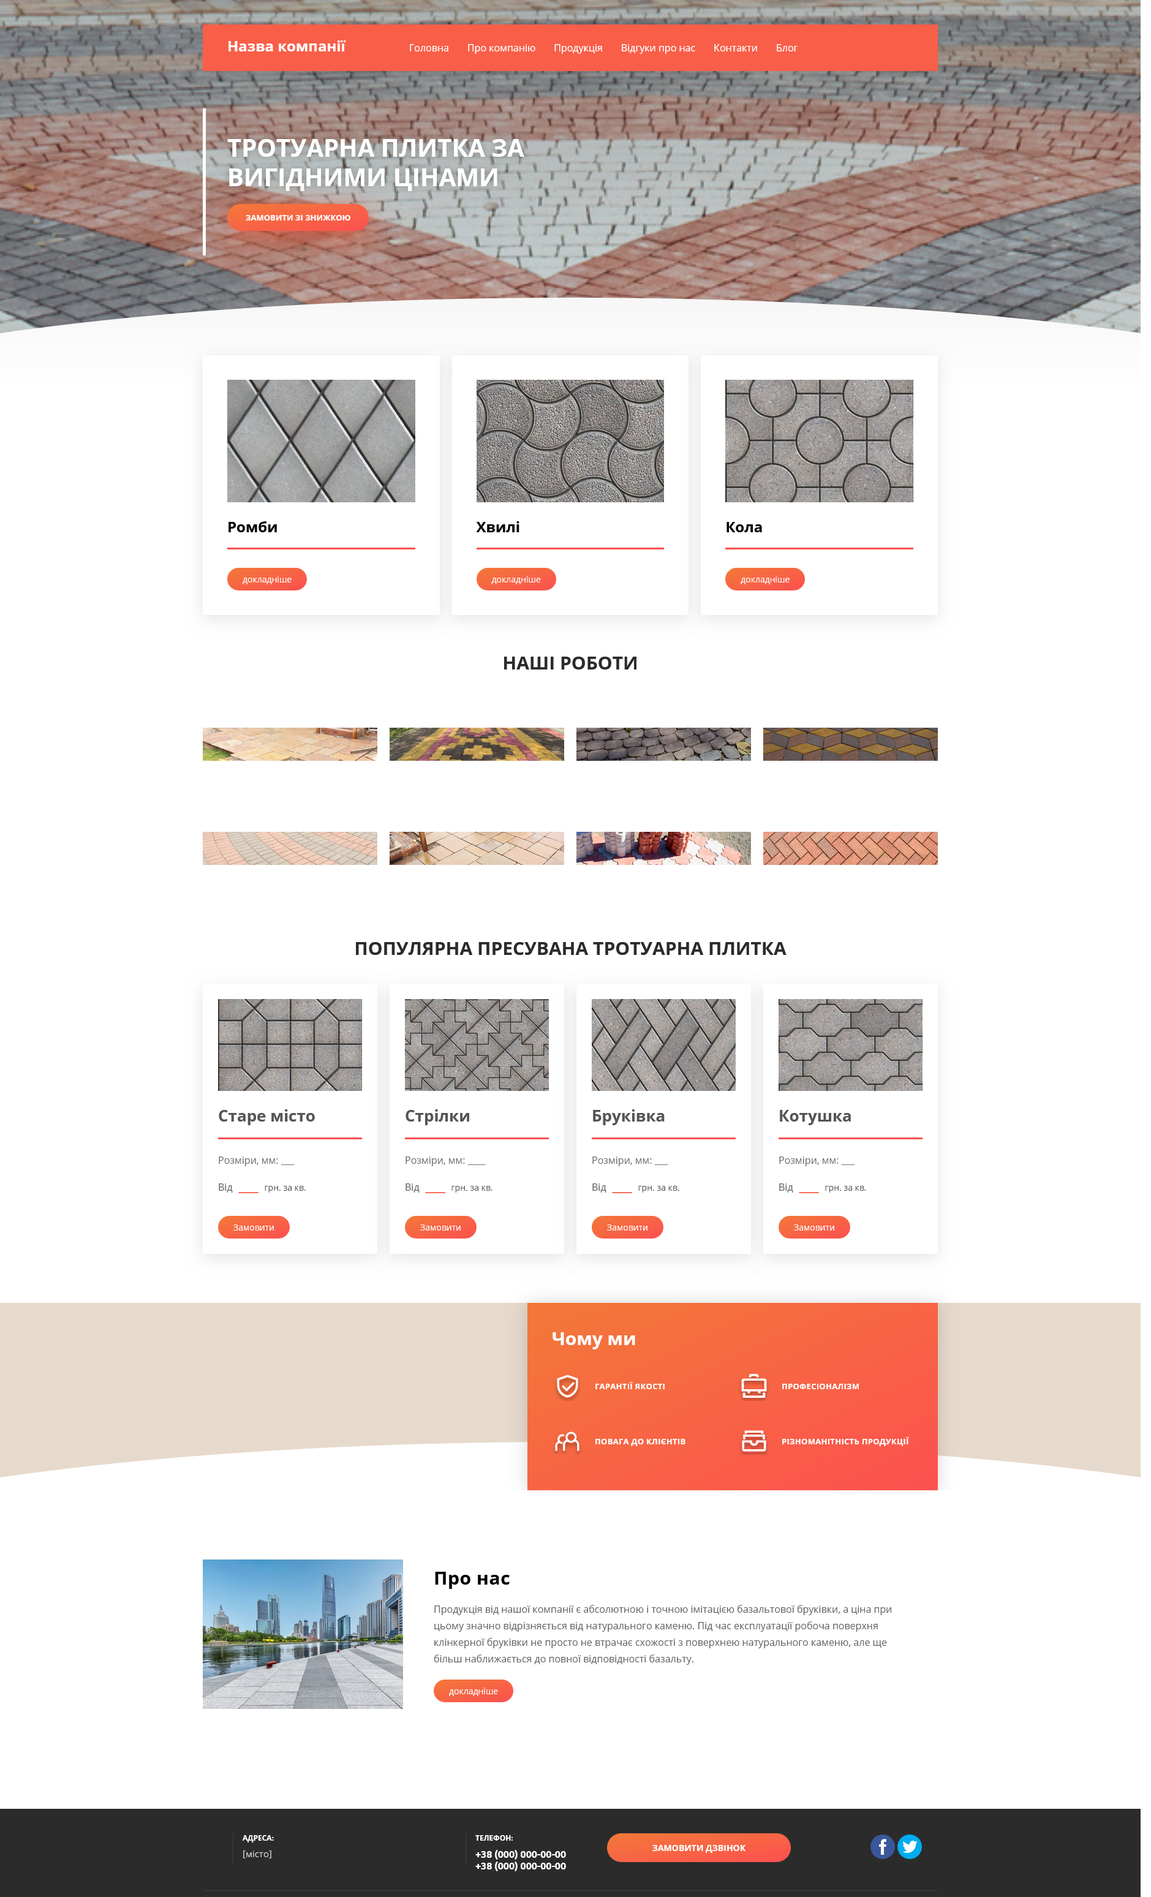 Назва компанії
Головна Про компанію Продукція Відгуки про нас Контакти Блог
ТРОТУАРНА ПЛИТКА ЗА
ВИГІДНИМИ ЦІНАМИ
ЗАМОВИТИ ЗІ ЗНИЖКОЮ
Ромби
докладніше
Хвилі
докладніше
Кола
докладніше
НАШІ РОБОТИ
ПОПУЛЯРНА ПРЕСУВАНА ТРОТУАРНА ПЛИТКА
Старе місто
Розміри, мм: ___
Від ____ грн. за кв.
Замовити
Стрілки
Розміри, мм: ____
Від ____ грн. за кв.
Замовити
Бруківка
Розміри, мм: ___
Від ____ грн. за кв.
Замовити
Котушка
Розміри, мм: ___
Від ____ грн. за кв.
Замовити
Чому ми
ГАРАНТІЇ ЯКОСТІ
ПРОФЕСІОНАЛІЗМ
ПОВАГА ДО КЛІЄНТІВ
РІЗНОМАНІТНІСТЬ ПРОДУКЦІЇ
Про нас
Продукція від нашої компанії є абсолютною і точною імітацією базальтової бруківки, а ціна при
цьому значно відрізняється від натурального каменю. Під час експлуатації робоча поверхня
клінкерної бруківки не просто не втрачає схожості з поверхнею натурального каменю, але ще
більш наближається до повної відповідності базальту.
докладніше
АДРЕСА:
[місто]
ТЕЛЕФОН:
+38 (000) 000-00-00
+38 (000) 000-00-00
ЗАМОВИТИ ДЗВІНОК